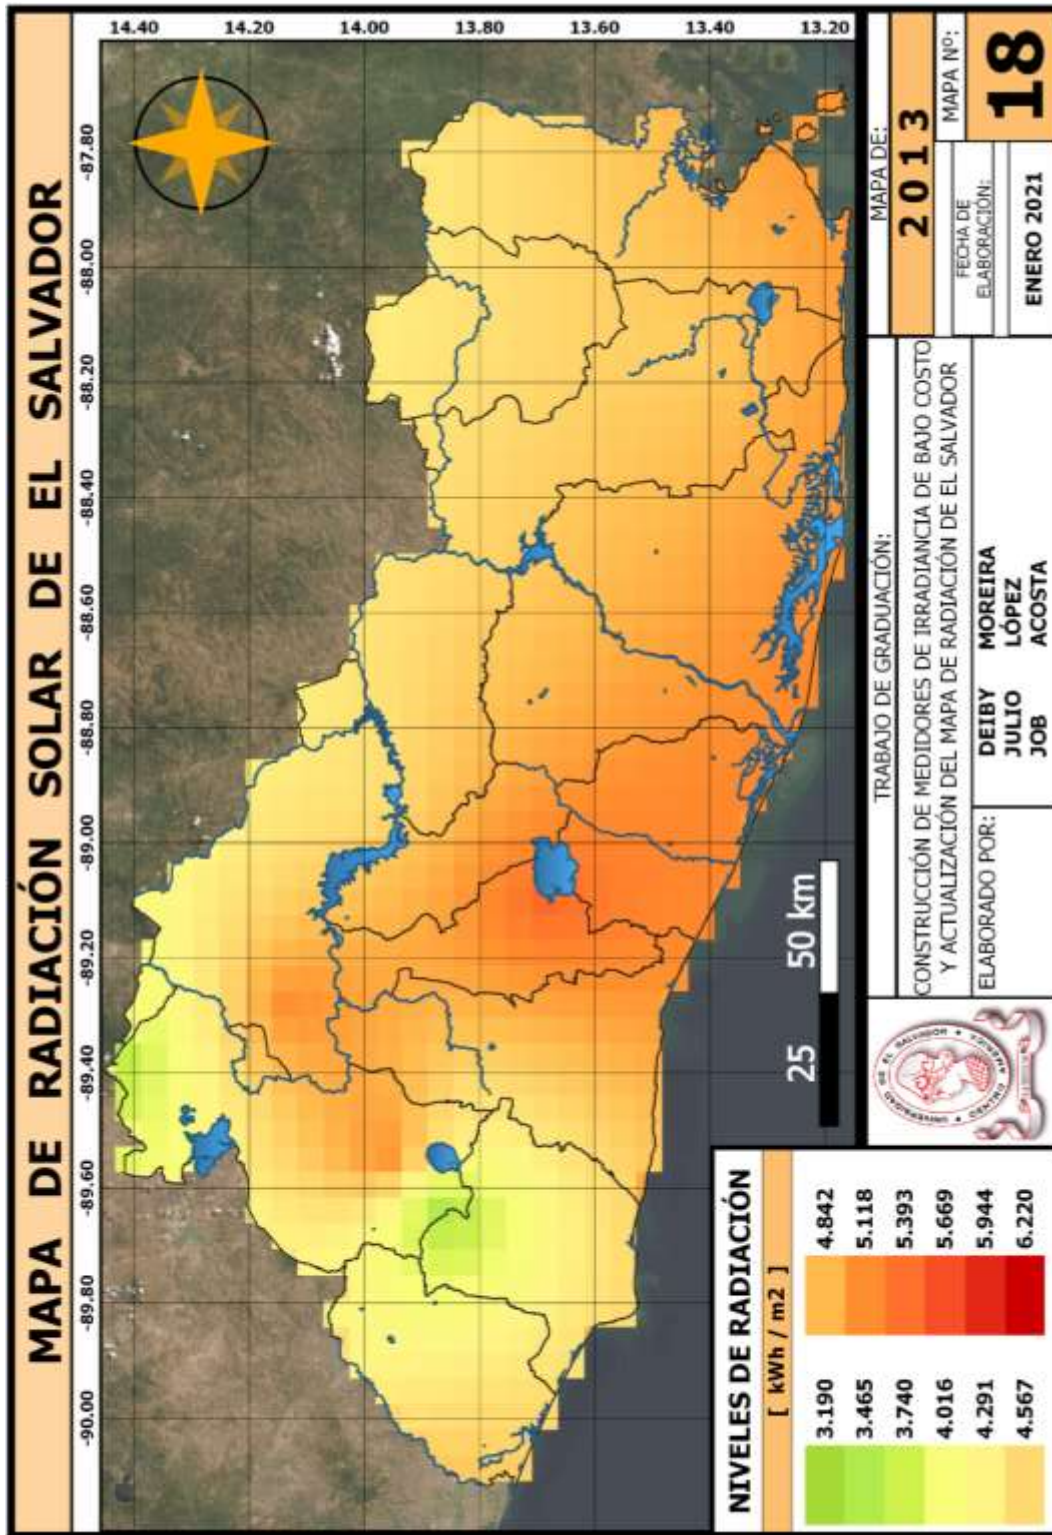 MAPA DE RADIACIÓN SOLAR DE EL SALVADOR
-90.00 -89.80 -89.60 -89.40 -89.20 -89.00 -88.80 -88.60 -88.40 -88.20 -88.00 -87.80
14.40
14.20
14.00
13.80
13.60
13.40
13.20
25 50 km
NIVELES DE RADIACIÓN
[ kWh / m2 ]
3.190 4.842
3.465 5.118
3.740 5.393
4.016 5.669
4.291 5.944
4.567 6.220
UNIVERSIDAD DE EL SALVADOR
CENTRO AMERICA
TRABAJO DE GRADUACIÓN:
CONSTRUCCIÓN DE MEDIDORES DE IRRADIANCIA DE BAJO COSTO
Y ACTUALIZACIÓN DEL MAPA DE RADIACIÓN DE EL SALVADOR
ELABORADO POR:
DEIBY MOREIRA
JULIO LÓPEZ
JOB ACOSTA
MAPA DE:
2013
FECHA DE
ELABORACIÓN:
ENERO 2021
MAPA Nº:
18